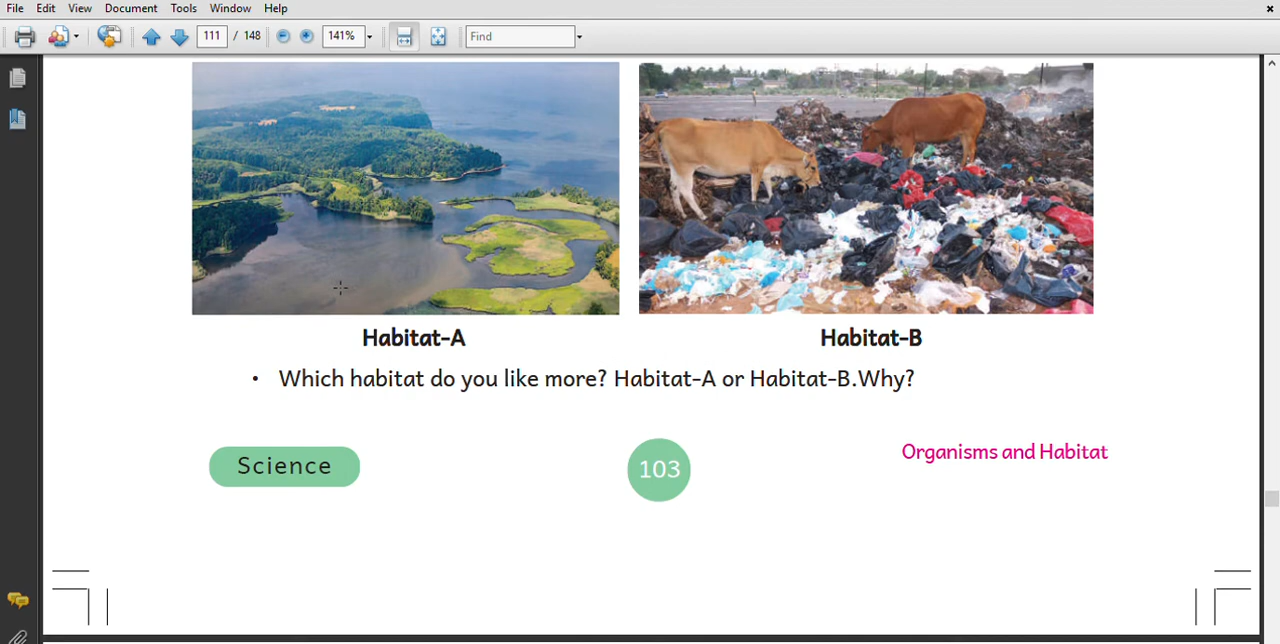 File Edit View Document Tools Window Help
111 / 148 141% Find
Habitat-A Habitat-B
• Which habitat do you like more? Habitat-A or Habitat-B.Why?
Science 103 Organisms and Habitat